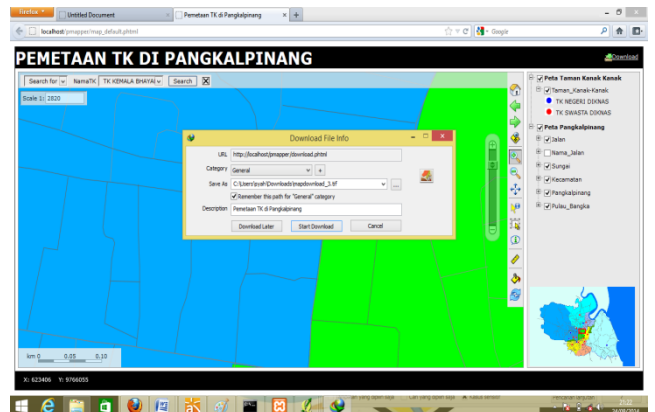 Firefox
Untitled Document
Pemetaan TK di Pangkalpinang
localhost/pmapper/map_default.phtml
Google
PEMETAAN TK DI PANGKALPINANG
Download
Search for NamaTK TK KEMALA BHAYA Search
Scale 1: 2820
Download File Info
URL http://localhost/pmapper/download.phtml
Category General
Save As C:\Users\syah\Downloads\mapdownload_3.tif
Remember this path for "General" category
Description Pemetaan TK di Pangkalpinang
Download Later Start Download Cancel
Peta Taman Kanak Kanak
Taman_Kanak-Kanak
TK NEGERI DIKNAS
TK SWASTA DIKNAS
Peta Pangkalpinang
Jalan
Nama_Jalan
Sungai
Kecamatan
Pangkalpinang
Pulau_Bangka
km 0 0.05 0.10
X: 623406 Y: 9766055